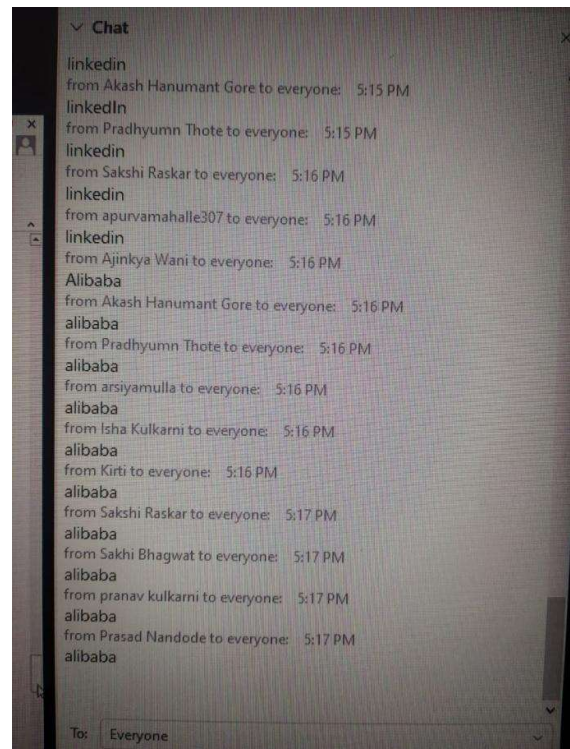 Chat
linkedin
from Akash Hanumant Gore to everyone: 5:15 PM
linkedIn
from Pradhyumn Thote to everyone: 5:15 PM
linkedin
from Sakshi Raskar to everyone: 5:16 PM
linkedin
from apurvamahalle307 to everyone: 5:16 PM
linkedin
from Ajinkya Wani to everyone: 5:16 PM
Alibaba
from Akash Hanumant Gore to everyone: 5:16 PM
alibaba
from Pradhyumn Thote to everyone: 5:16 PM
alibaba
from arsiyamulla to everyone: 5:16 PM
alibaba
from Isha Kulkarni to everyone: 5:16 PM
alibaba
from Kirti to everyone: 5:16 PM
alibaba
from Sakshi Raskar to everyone: 5:17 PM
alibaba
from Sakhi Bhagwat to everyone: 5:17 PM
alibaba
from pranav kulkarni to everyone: 5:17 PM
alibaba
from Prasad Nandode to everyone: 5:17 PM
alibaba
To: Everyone